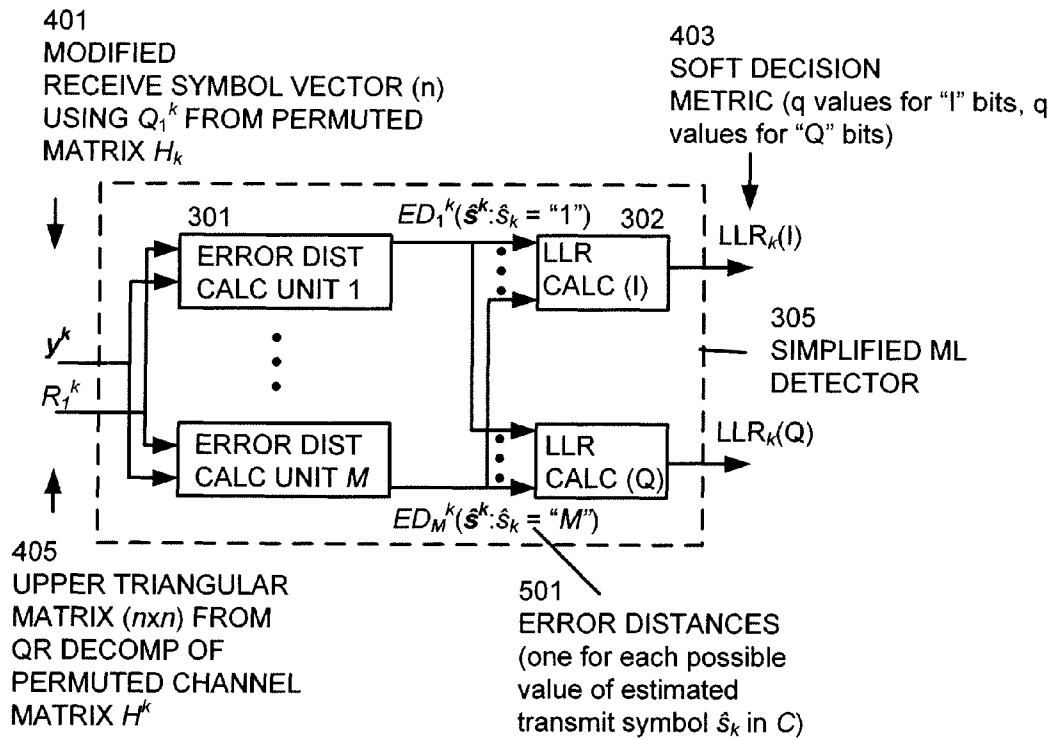 401
MODIFIED
RECEIVE SYMBOL VECTOR (n)
USING Q₁ᵏ FROM PERMUTED
MATRIX Hₖ
403
SOFT DECISION
METRIC (q values for “I” bits, q
values for “Q” bits)
301
ERROR DIST
CALC UNIT 1
ED₁ᵏ(ŝᵏ:ŝₖ = “1”)
302
LLR
CALC (I)
LLRₖ(I)
yᵏ
R₁ᵏ
305
SIMPLIFIED ML
DETECTOR
ERROR DIST
CALC UNIT M
LLR
CALC (Q)
LLRₖ(Q)
ED_Mᵏ(ŝᵏ:ŝₖ = “M”)
405
UPPER TRIANGULAR
MATRIX (nxn) FROM
QR DECOMP OF
PERMUTED CHANNEL
MATRIX Hᵏ
501
ERROR DISTANCES
(one for each possible
value of estimated
transmit symbol ŝₖ in C)